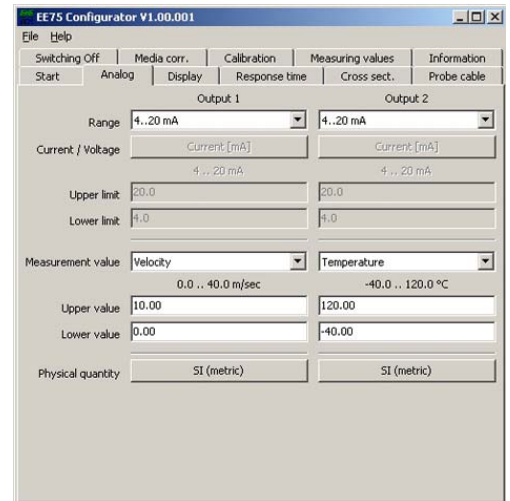 EE75 Configurator V1.00.001
File Help
Switching Off Media corr. Calibration Measuring values Information
Start Analog Display Response time Cross sect. Probe cable
Output 1 Output 2
Range 4..20 mA 4..20 mA
Current / Voltage Current [mA] Current [mA]
4 .. 20 mA 4 .. 20 mA
Upper limit 20.0 20.0
Lower limit 4.0 4.0
Measurement value Velocity Temperature
0.0 .. 40.0 m/sec -40.0 .. 120.0 °C
Upper value 10.00 120.00
Lower value 0.00 -40.00
Physical quantity SI (metric) SI (metric)